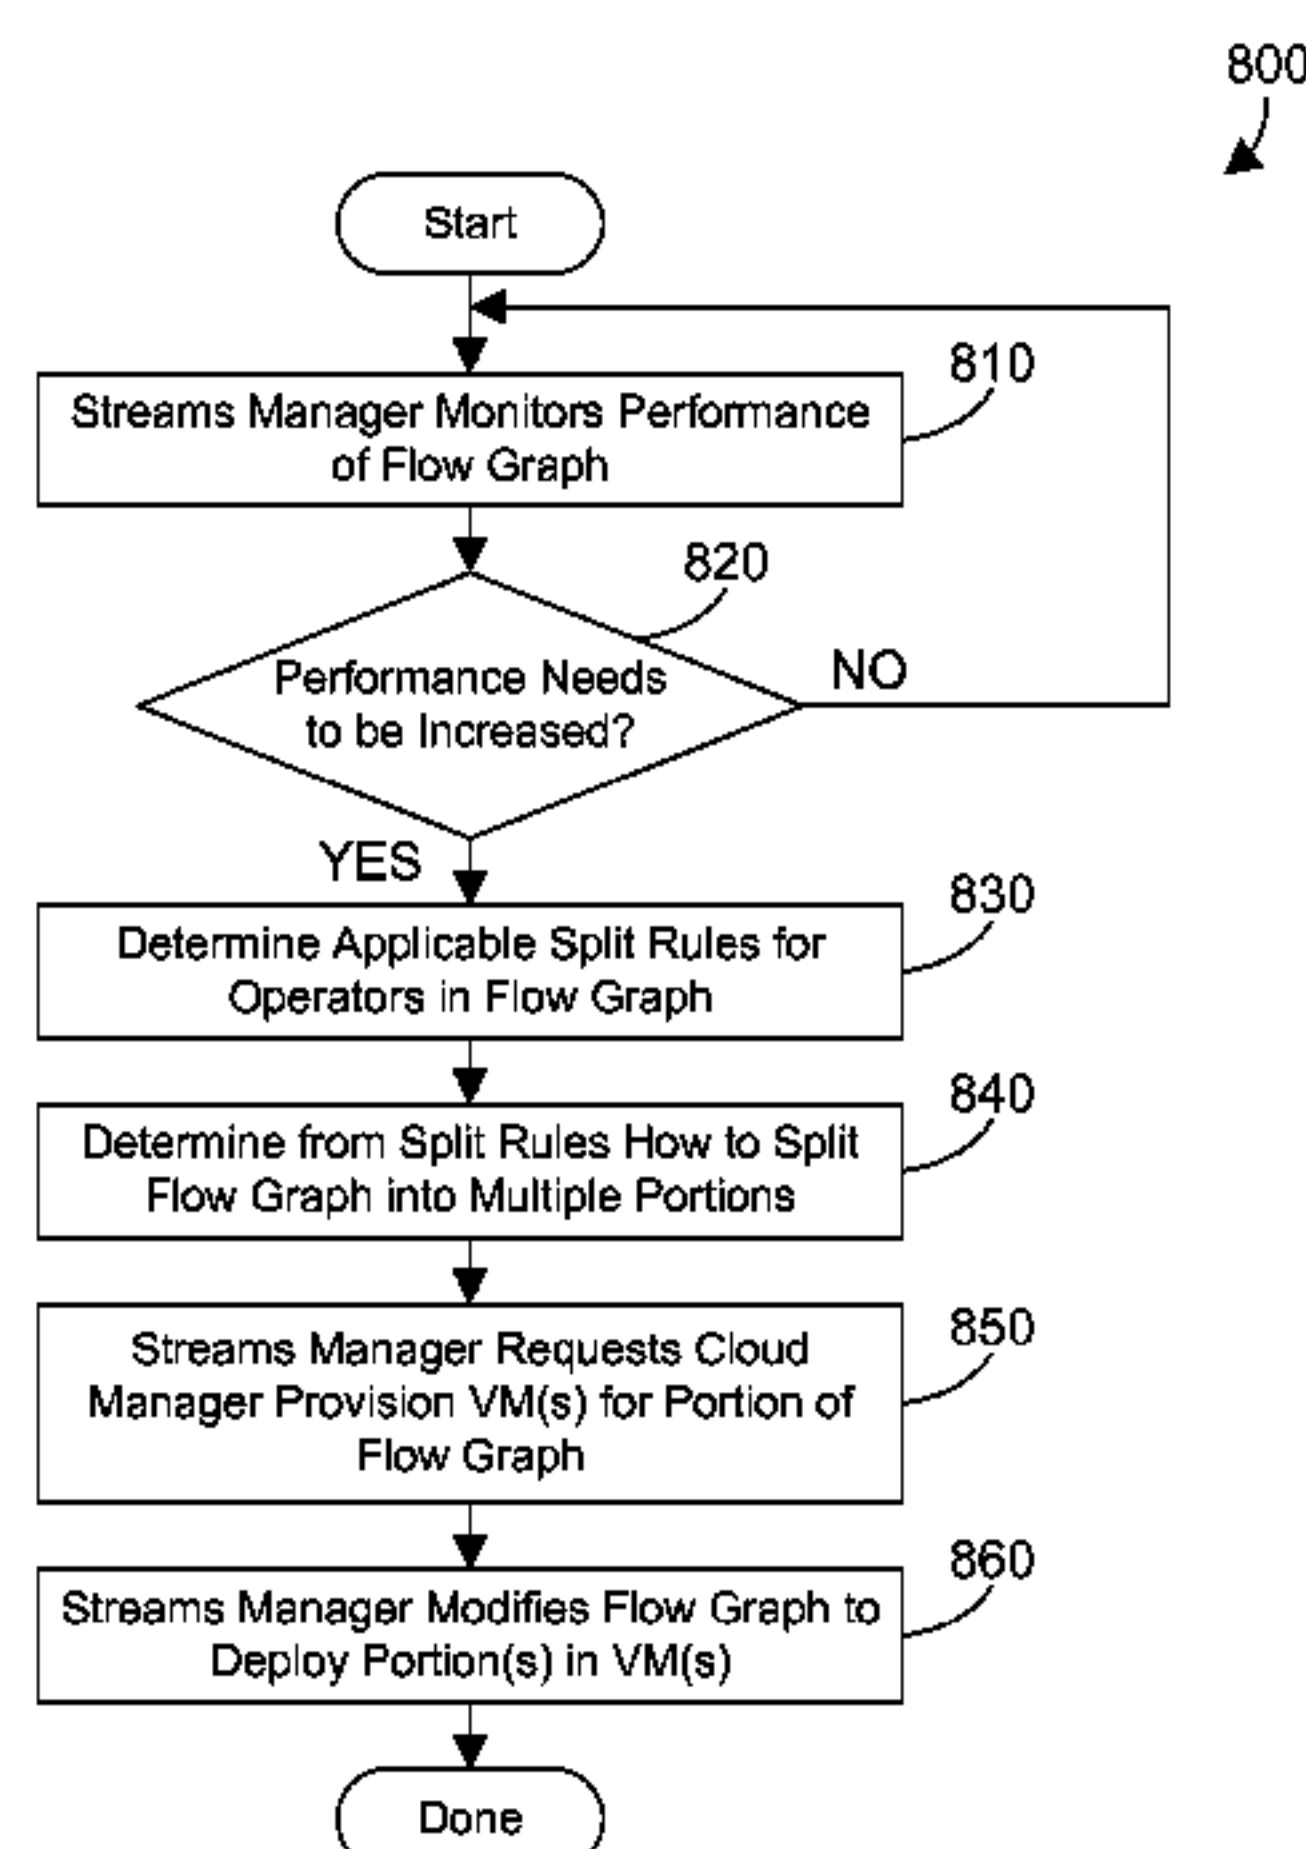 800
Start
810
Streams Manager Monitors Performance
of Flow Graph
820
Performance Needs
to be Increased?
NO
YES
830
Determine Applicable Split Rules for
Operators in Flow Graph
840
Determine from Split Rules How to Split
Flow Graph into Multiple Portions
850
Streams Manager Requests Cloud
Manager Provision VM(s) for Portion of
Flow Graph
860
Streams Manager Modifies Flow Graph to
Deploy Portion(s) in VM(s)
Done